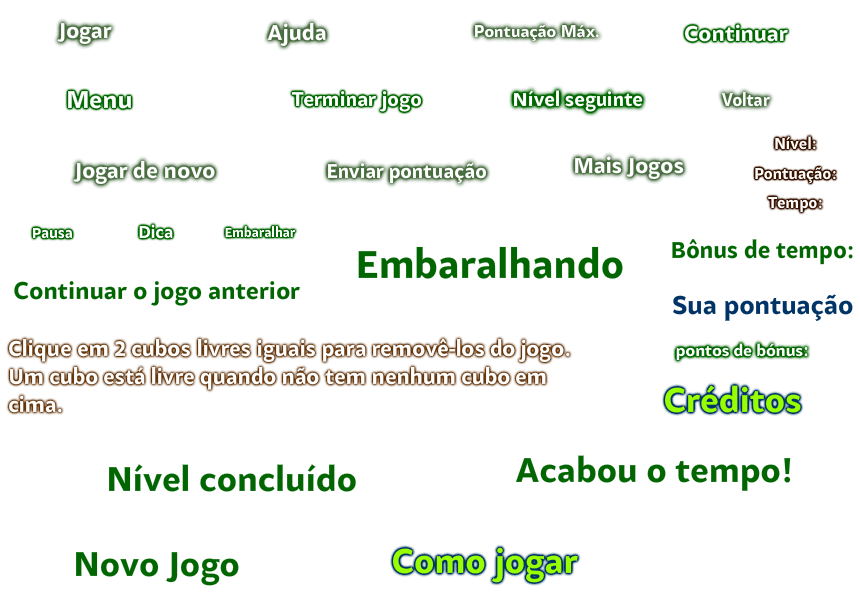 Jogar
Ajuda
Pontuação Máx.
Continuar
Menu
Terminar jogo
Nível seguinte
Voltar
Jogar de novo
Enviar pontuação
Mais Jogos
Nível:
Pontuação:
Tempo:
Pausa
Dica
Embaralhar
Embaralhando
Bônus de tempo:
Continuar o jogo anterior
Sua pontuação
Clique em 2 cubos livres iguais para removê-los do jogo.
Um cubo está livre quando não tem nenhum cubo em
cima.
pontos de bónus:
Créditos
Nível concluído
Acabou o tempo!
Novo Jogo
Como jogar